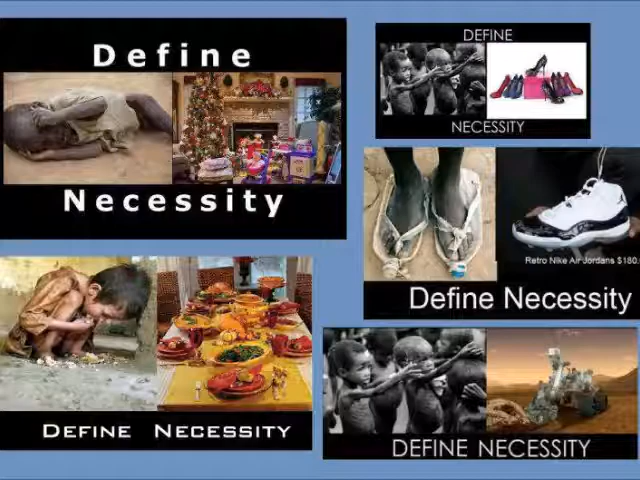 Define
Necessity
DEFINE
NECESSITY
Retro Nike Air Jordans $180.
Define Necessity
DEFINE NECESSITY
DEFINE NECESSITY